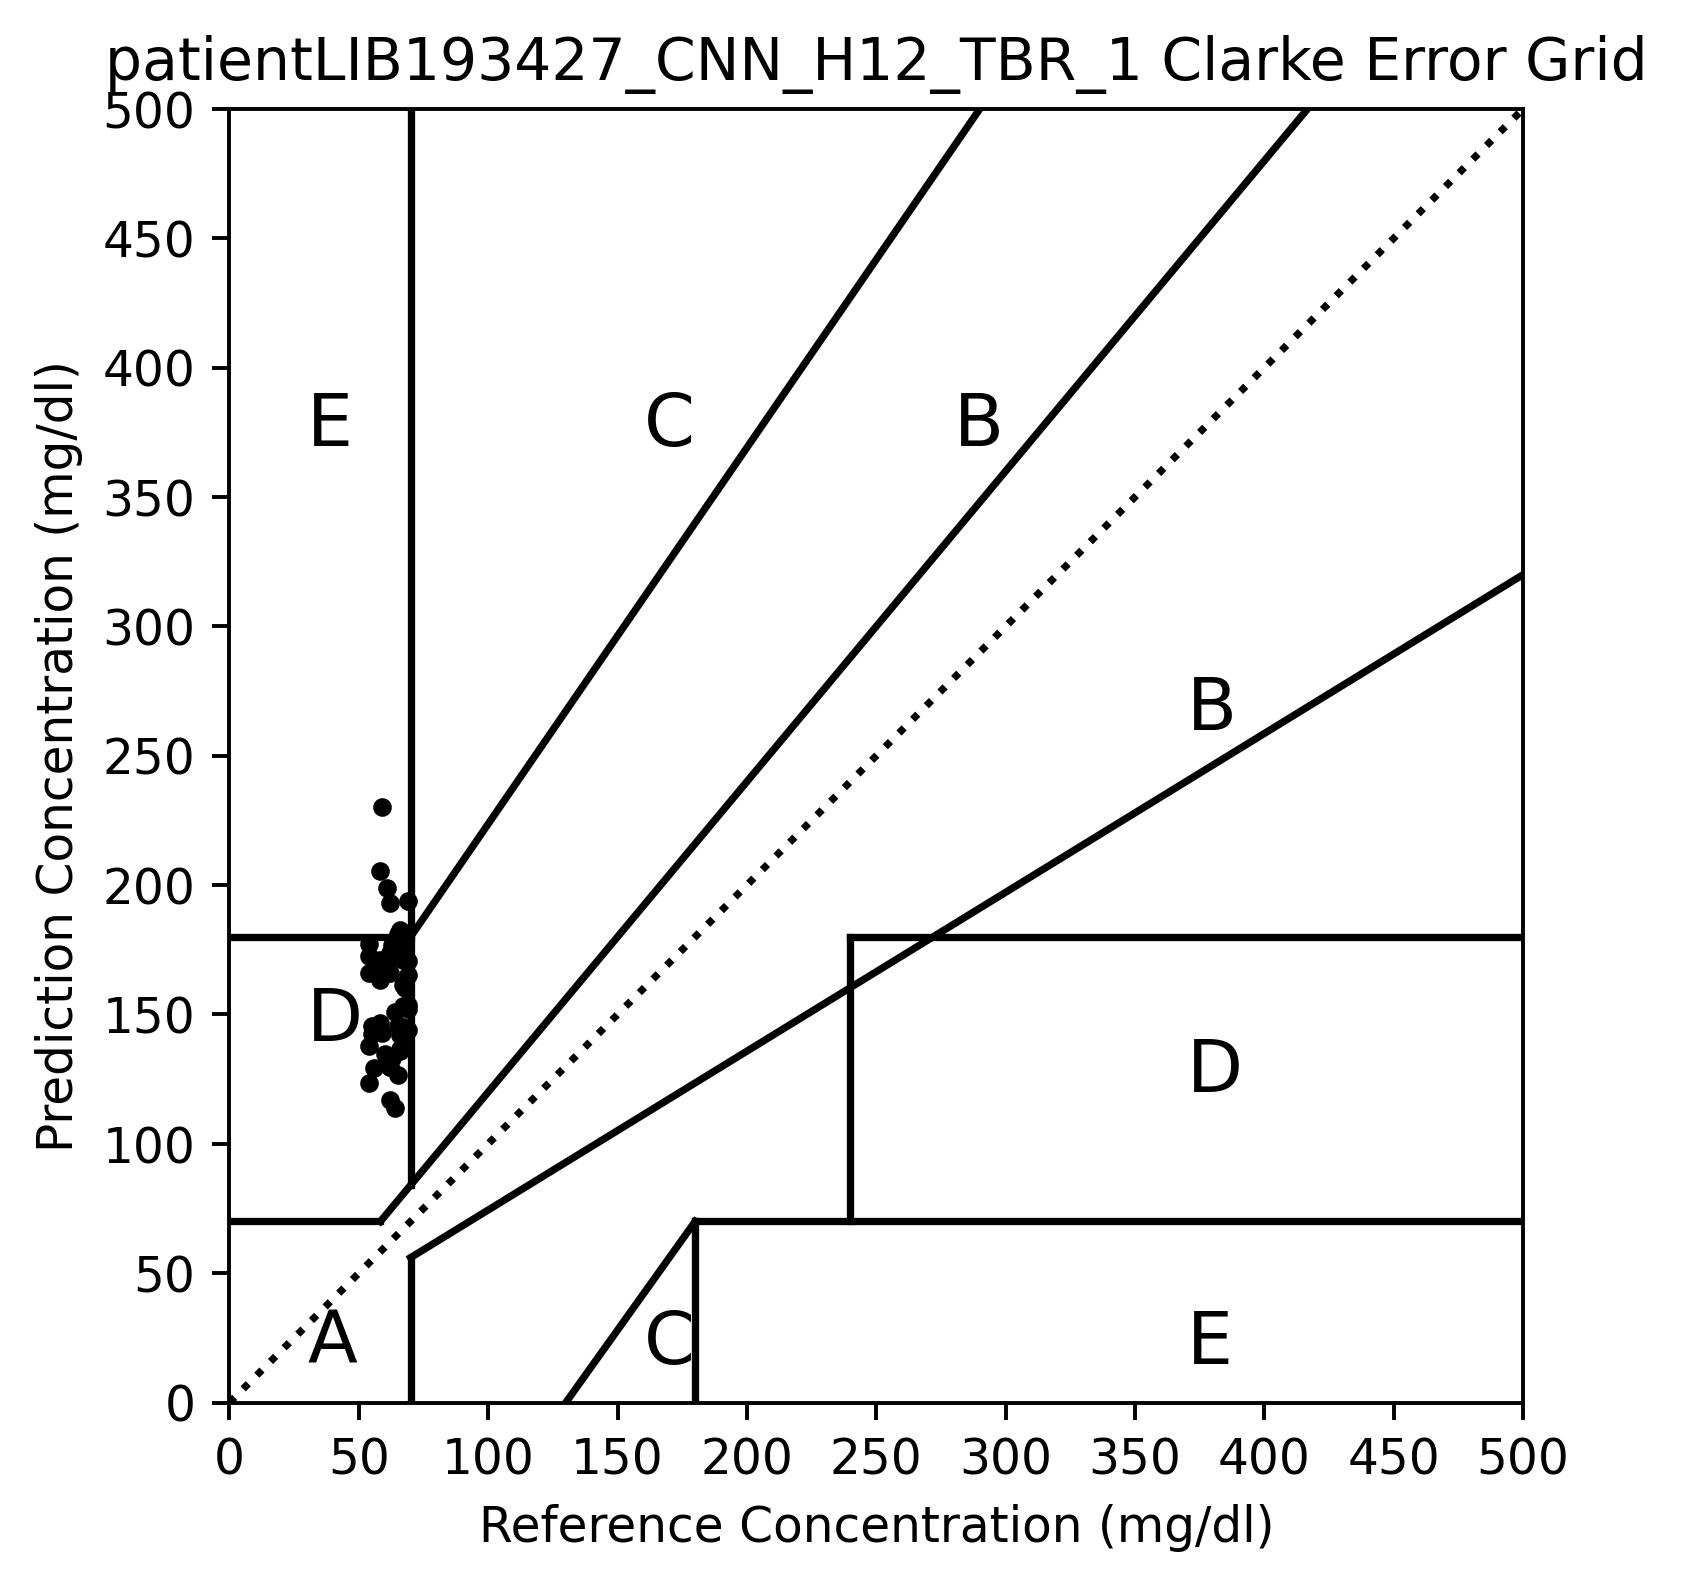 patientLIB193427_CNN_H12_TBR_1 Clarke Error Grid
500
450
400
350
300
250
200
150
100
50
0
Prediction Concentration (mg/dl)
E
C
B
B
D
D
A
C
E
0 50 100 150 200 250 300 350 400 450 500
Reference Concentration (mg/dl)